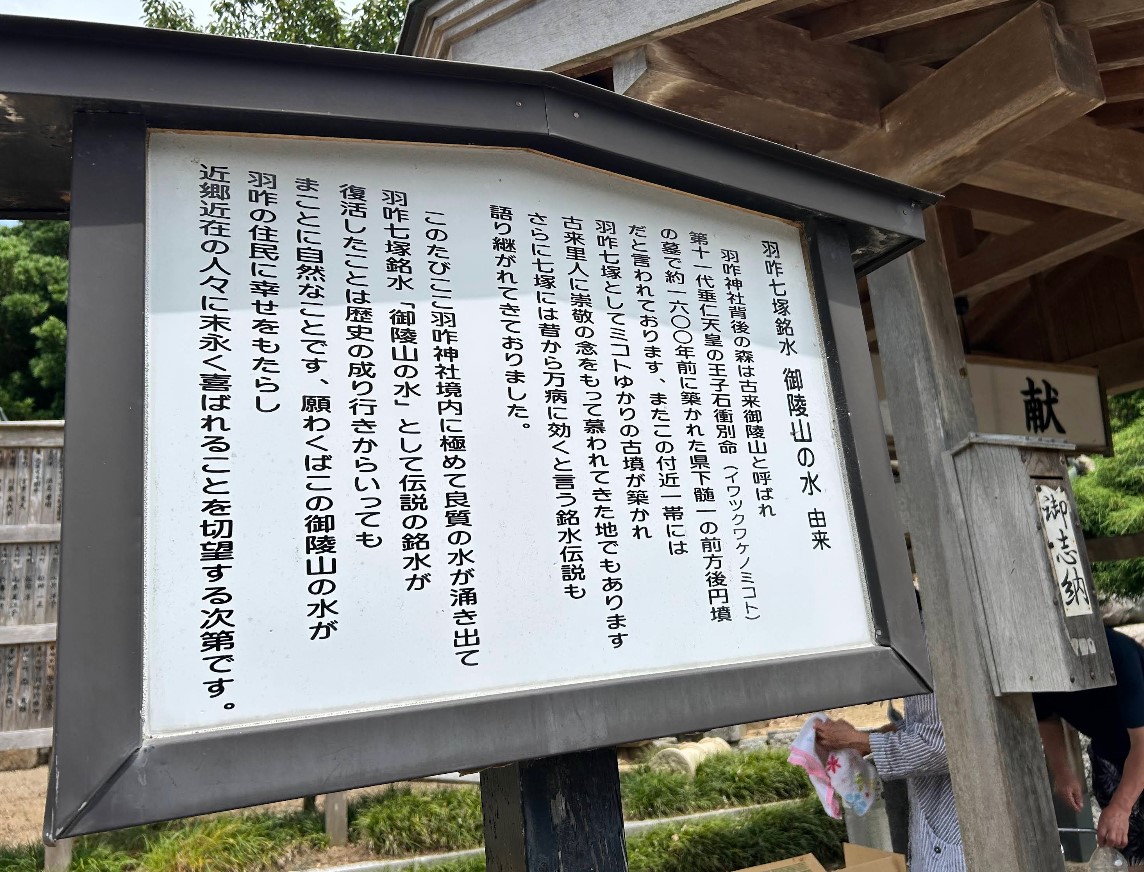 羽咋七塚銘水 御陵山の水 由来
羽咋神社背後の森は古来御陵山と呼ばれ
第十一代垂仁天皇の王子石衝別命（イワツクワケノミコト）
の墓で約一六〇〇年前に築かれた県下随一の前方後円墳
だと言われております、またこの付近一帯には
羽咋七塚としてミコトゆかりの古墳が築かれ
古来里人に崇敬の念をもって慕われてきた地でもあります
さらに七塚には昔から万病に効くと言う銘水伝説も
語り継がれてきておりました。
このたびここ羽咋神社境内に極めて良質の水が涌き出て
羽咋七塚銘水「御陵山の水」として伝説の銘水が
復活したことは歴史の成り行きからいっても
まことに自然なことです、願わくばこの御陵山の水が
羽咋の住民に幸せをもたらし
近郷近在の人々に末永く喜ばれることを切望する次第です。
献
御志納